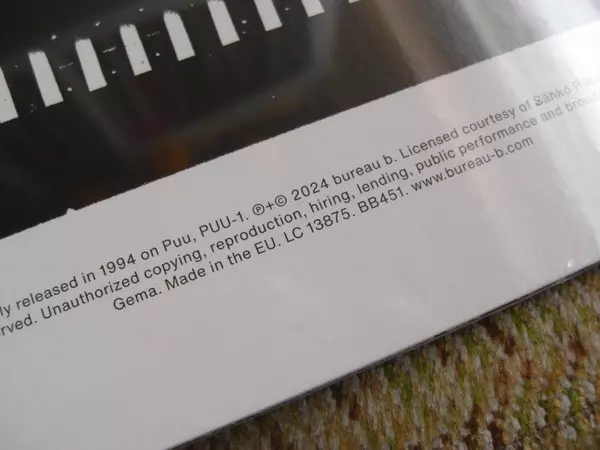 ly released in 1994 on Puu, PUU-1. ℗+© 2024 bureau b. Licensed courtesy of Sähkö
rved. Unauthorized copying, reproduction, hiring, lending, public performance and
Gema. Made in the EU. LC 13875. BB451. www.bureau-b.com